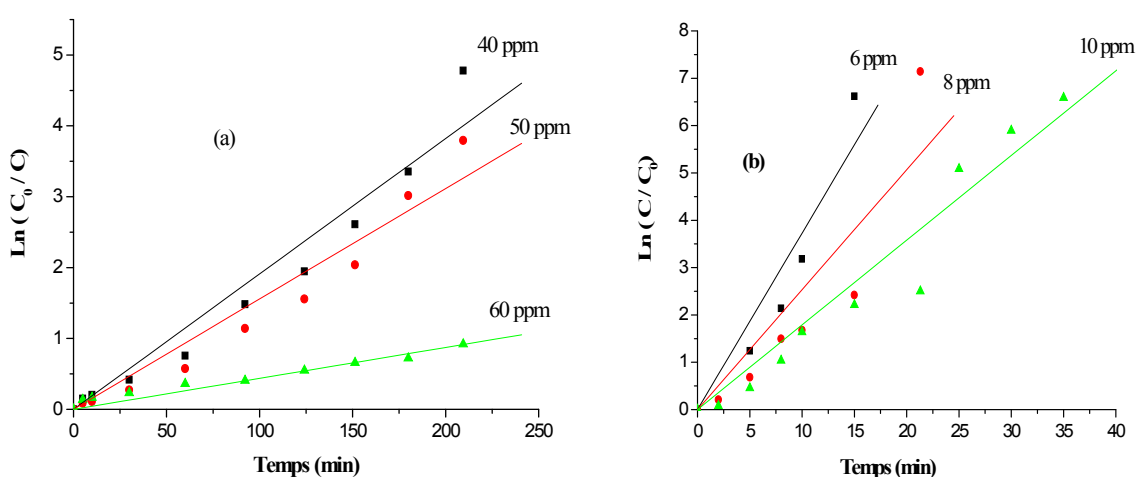 5
4
3
2
1
0
0 50 100 150 200 250
Ln ( C₀ / C)
Temps (min)
(a)
40 ppm
50 ppm
60 ppm
8
7
6
5
4
3
2
1
0
0 5 10 15 20 25 30 35 40
Ln ( C / C₀)
Temps (min)
(b)
6 ppm
8 ppm
10 ppm